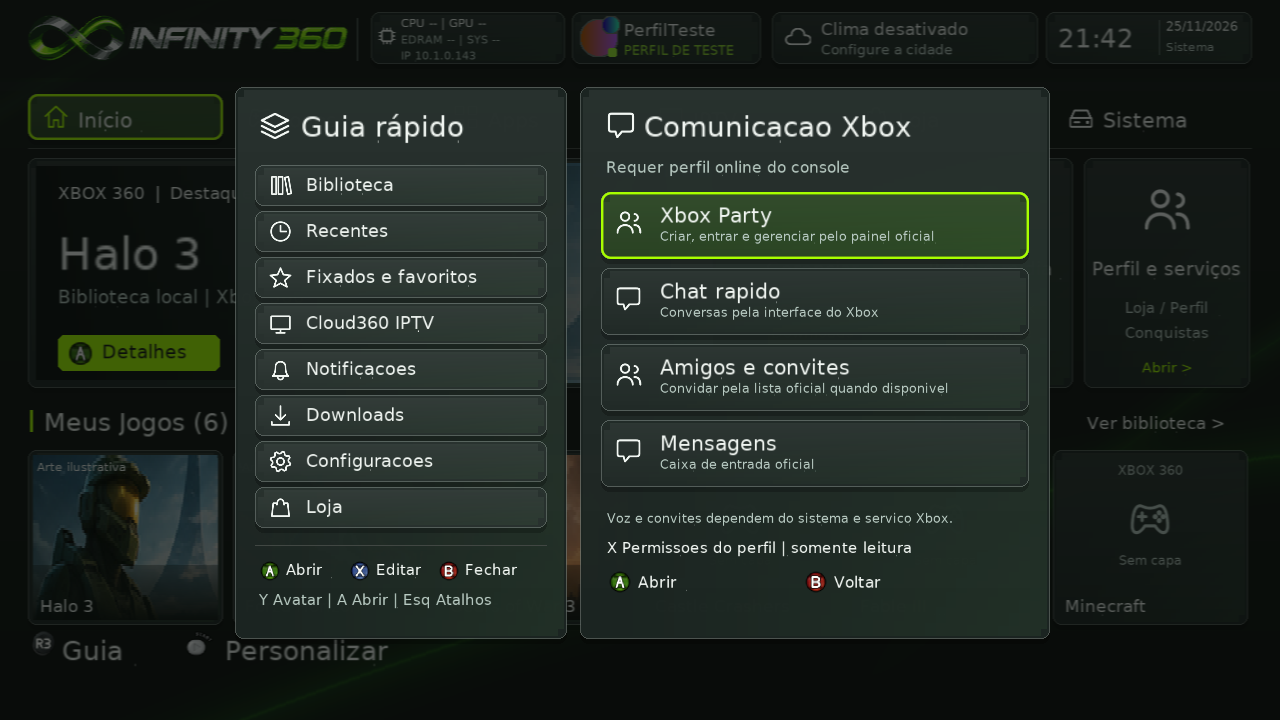 INFINITY 360
CPU -- | GPU --
EDRAM -- | SYS --
IP 10.1.0.143
PerfilTeste
PERFIL DE TESTE
Clima desativado
Configure a cidade
21:42
25/11/2026
Sistema
Início
Sistema
Guia rápido
Biblioteca
Recentes
Fixados e favoritos
Cloud360 IPTV
Notificacoes
Downloads
Configuracoes
Loja
A Abrir
X Editar
B Fechar
Y Avatar | A Abrir | Esq Atalhos
Comunicacao Xbox
Requer perfil online do console
Xbox Party
Criar, entrar e gerenciar pelo painel oficial
Chat rapido
Conversas pela interface do Xbox
Amigos e convites
Convidar pela lista oficial quando disponivel
Mensagens
Caixa de entrada oficial
Voz e convites dependem do sistema e servico Xbox.
X Permissoes do perfil | somente leitura
A Abrir
B Voltar
XBOX 360 | Destaqu
Halo 3
Biblioteca local | Xb
A Detalhes
Perfil e serviços
Loja / Perfil
Conquistas
Abrir >
Meus Jogos (6)
Ver biblioteca >
Arte ilustrativa
Halo 3
3
XBOX 360
Sem capa
Minecraft
R3 Guia
Personalizar